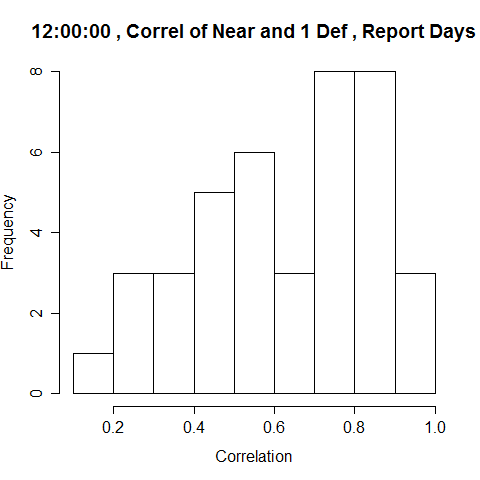 12:00:00 , Correl of Near and 1 Def , Report Days
8
6
4
2
0
Frequency
0.2 0.4 0.6 0.8 1.0
Correlation